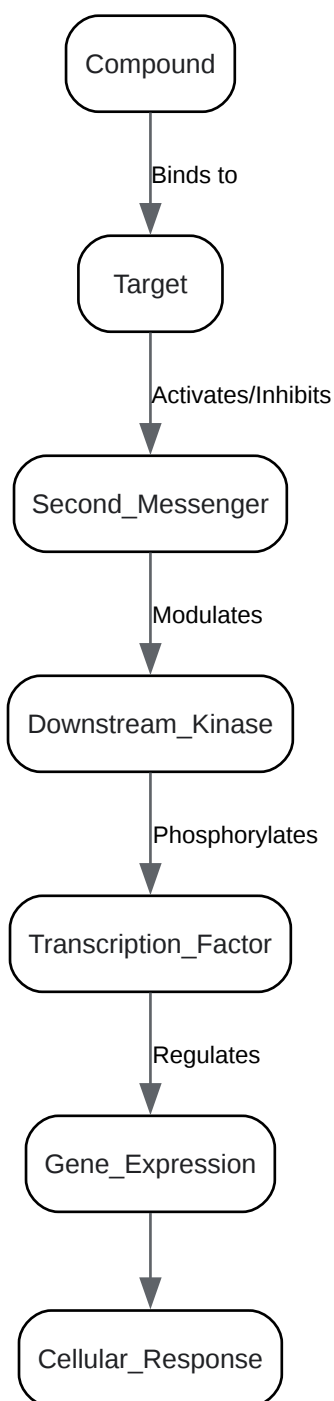 Compound
Binds to
Target
Activates/Inhibits
Second_Messenger
Modulates
Downstream_Kinase
Phosphorylates
Transcription_Factor
Regulates
Gene_Expression
Cellular_Response